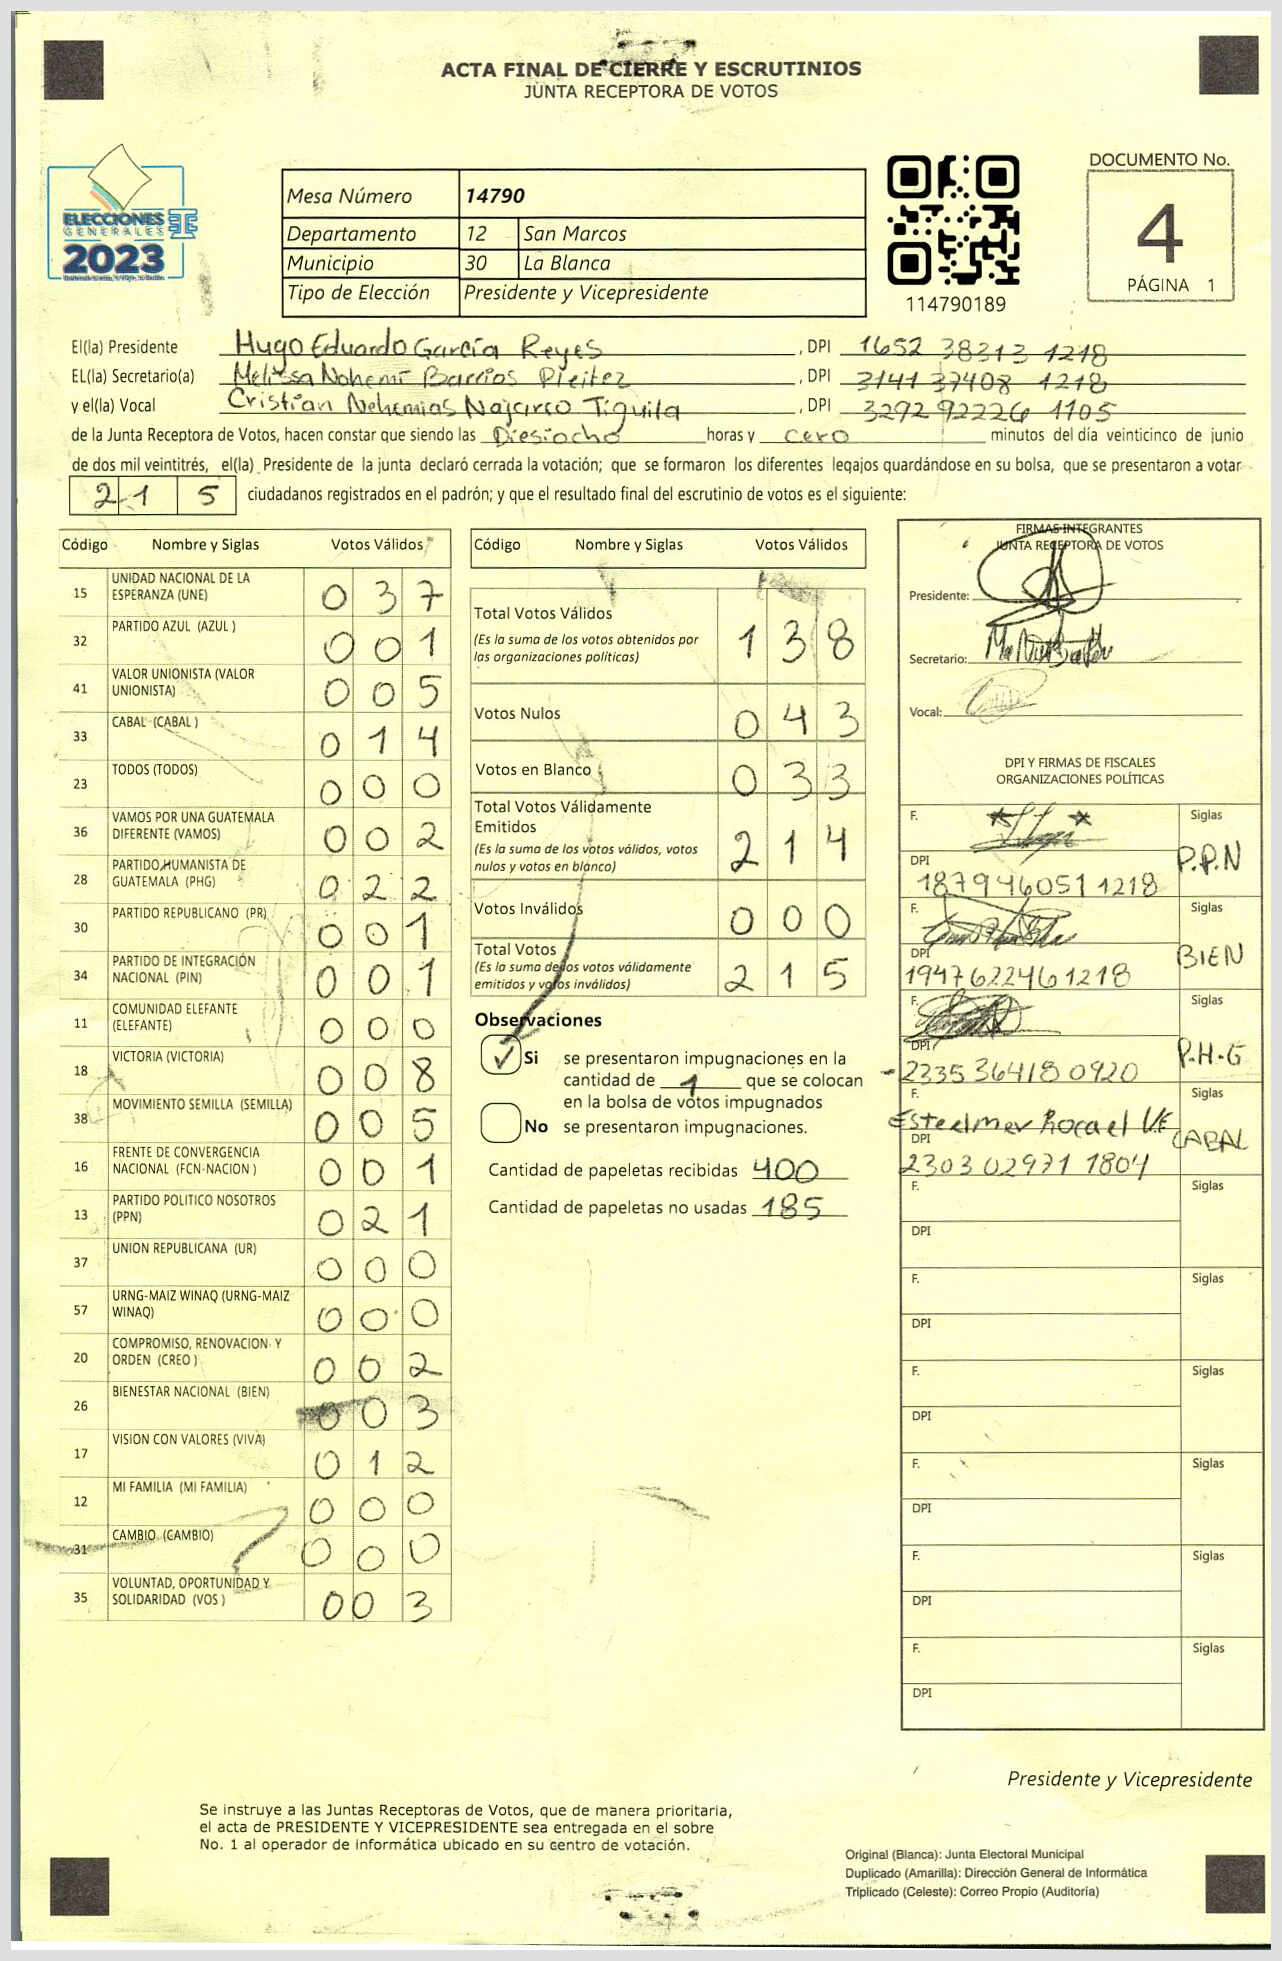 ACTA FINAL DE CIERRE Y ESCRUTINIOS
JUNTA RECEPTORA DE VOTOS
ELECCIONES
GENERALES
2023
Mesa Número 14790
Departamento 12 San Marcos
Municipio 30 La Blanca
Tipo de Elección Presidente y Vicepresidente
114790189
DOCUMENTO No.
4
PÁGINA 1
El(la) Presidente Hugo Eduardo García Reyes , DPI 1652 38313 1218
EL(la) Secretario(a) Melissa Nohemí Barrios Pleitez , DPI 3141 37408 1218
y el(la) Vocal Cristian Nehemias Najarro Tiguila , DPI 3292 92226 1105
de la Junta Receptora de Votos, hacen constar que siendo las Diesiocho horas y cero minutos del día veinticinco de junio
de dos mil veintitrés, el(la) Presidente de la junta declaró cerrada la votación; que se formaron los diferentes legajos guardándose en su bolsa, que se presentaron a votar
2 1 5 ciudadanos registrados en el padrón; y que el resultado final del escrutinio de votos es el siguiente:
Código Nombre y Siglas Votos Válidos
15 UNIDAD NACIONAL DE LA ESPERANZA (UNE) 0 3 7
32 PARTIDO AZUL (AZUL ) 0 0 1
41 VALOR UNIONISTA (VALOR UNIONISTA) 0 0 5
33 CABAL (CABAL ) 0 1 4
23 TODOS (TODOS) 0 0 0
36 VAMOS POR UNA GUATEMALA DIFERENTE (VAMOS) 0 0 2
28 PARTIDO HUMANISTA DE GUATEMALA (PHG) 0 2 2
30 PARTIDO REPUBLICANO (PR) 0 0 1
34 PARTIDO DE INTEGRACIÓN NACIONAL (PIN) 0 0 1
11 COMUNIDAD ELEFANTE (ELEFANTE) 0 0 0
18 VICTORIA (VICTORIA) 0 0 8
38 MOVIMIENTO SEMILLA (SEMILLA) 0 0 5
16 FRENTE DE CONVERGENCIA NACIONAL (FCN-NACION ) 0 0 1
13 PARTIDO POLITICO NOSOTROS (PPN) 0 2 1
37 UNION REPUBLICANA (UR) 0 0 0
57 URNG-MAIZ WINAQ (URNG-MAIZ WINAQ) 0 0 0
20 COMPROMISO, RENOVACION Y ORDEN (CREO ) 0 0 2
26 BIENESTAR NACIONAL (BIEN) 0 0 3
17 VISION CON VALORES (VIVA) 0 1 2
12 MI FAMILIA (MI FAMILIA) 0 0 0
31 CAMBIO (CAMBIO) 0 0 0
35 VOLUNTAD, OPORTUNIDAD Y SOLIDARIDAD (VOS ) 0 0 3
Código Nombre y Siglas Votos Válidos
Total Votos Válidos 1 3 8
(Es la suma de los votos obtenidos por
las organizaciones políticas)
Votos Nulos 0 4 3
Votos en Blanco 0 3 3
Total Votos Válidamente
Emitidos 2 1 4
(Es la suma de los votos válidos, votos
nulos y votos en blanco)
Votos Inválidos 0 0 0
Total Votos 2 1 5
(Es la suma de los votos válidamente
emitidos y votos inválidos)
Observaciones
✓ Si se presentaron impugnaciones en la
cantidad de 1 que se colocan
en la bolsa de votos impugnados
No se presentaron impugnaciones.
Cantidad de papeletas recibidas 400
Cantidad de papeletas no usadas 185
FIRMAS INTEGRANTES
JUNTA RECEPTORA DE VOTOS
Presidente:
Secretario:
Vocal:
DPI Y FIRMAS DE FISCALES
ORGANIZACIONES POLÍTICAS
F. Siglas
DPI P.P.N
187946051 1218
F. Siglas
DPI BIEN
1947622461218
F. Siglas
DPI P.H.G
2235 36418 0920
F. Siglas
DPI CABAL
2303 02971 1804
F. Siglas
DPI
F. Siglas
DPI
F. Siglas
DPI
F. Siglas
DPI
F. Siglas
DPI
F. Siglas
DPI
Presidente y Vicepresidente
Se instruye a las Juntas Receptoras de Votos, que de manera prioritaria,
el acta de PRESIDENTE Y VICEPRESIDENTE sea entregada en el sobre
No. 1 al operador de informática ubicado en su centro de votación.
Original (Blanca): Junta Electoral Municipal
Duplicado (Amarilla): Dirección General de Informática
Triplicado (Celeste): Correo Propio (Auditoría)